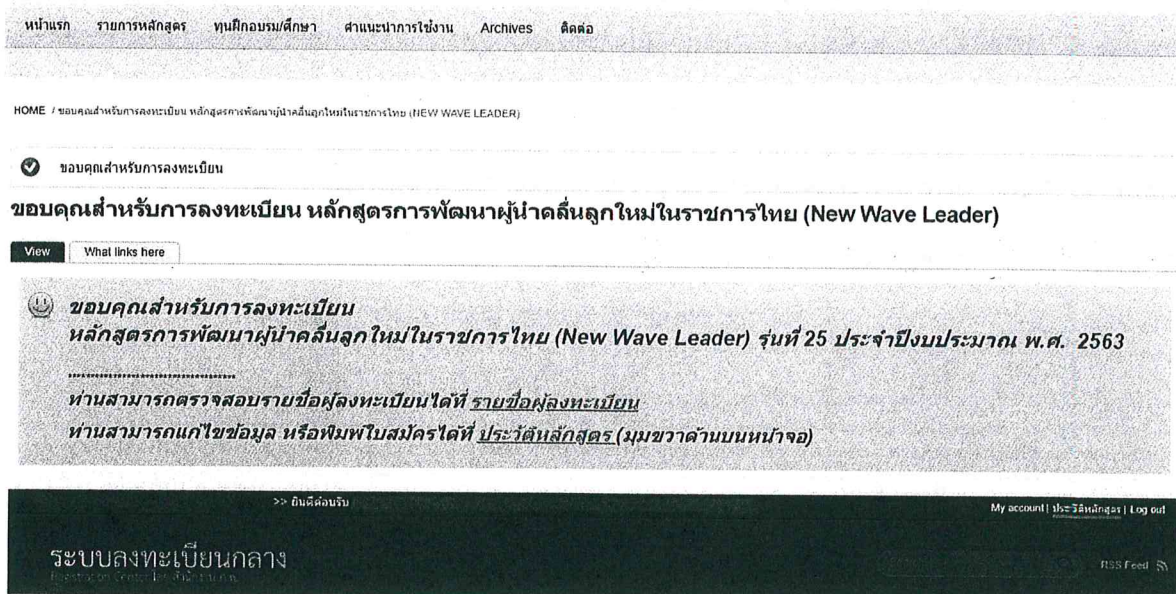 หน้าแรก รายการหลักสูตร ทุนฝึกอบรม/ศึกษา คำแนะนำการใช้งาน Archives ติดต่อ
HOME / ขอบคุณสำหรับการลงทะเบียน หลักสูตรการพัฒนาผู้นำคลื่นลูกใหม่ในราชการไทย (NEW WAVE LEADER)
ขอบคุณสำหรับการลงทะเบียน
ขอบคุณสำหรับการลงทะเบียน หลักสูตรการพัฒนาผู้นำคลื่นลูกใหม่ในราชการไทย (New Wave Leader)
View What links here
ขอบคุณสำหรับการลงทะเบียน
หลักสูตรการพัฒนาผู้นำคลื่นลูกใหม่ในราชการไทย (New Wave Leader) รุ่นที่ 25 ประจำปีงบประมาณ พ.ศ. 2563
....................................
ท่านสามารถตรวจสอบรายชื่อผู้ลงทะเบียนได้ที่ รายชื่อผู้ลงทะเบียน
ท่านสามารถแก้ไขข้อมูล หรือพิมพ์ใบสมัครได้ที่ ประวัติหลักสูตร (มุมขวาด้านบนหน้าจอ)
>> ยินดีต้อนรับ
My account | ประวัติหลักสูตร | Log out
ระบบลงทะเบียนกลาง
Registration Center
RSS Feed